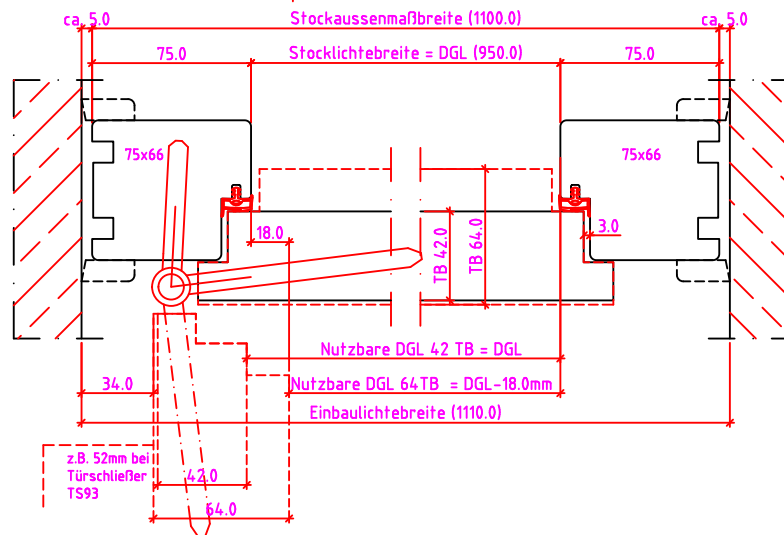 ca. 5.0
Stockaussenmaßbreite (1100.0)
ca. 5.0
75.0
Stocklichtebreite = DGL (950.0)
75.0
75x66
75x66
18.0
TB 42.0
TB 64.0
3.0
Nutzbare DGL 42 TB = DGL
34.0
Nutzbare DGL 64TB = DGL-18.0mm
Einbaulichtebreite (1110.0)
z.B. 52mm bei
Türschließer
TS93
42.0
64.0